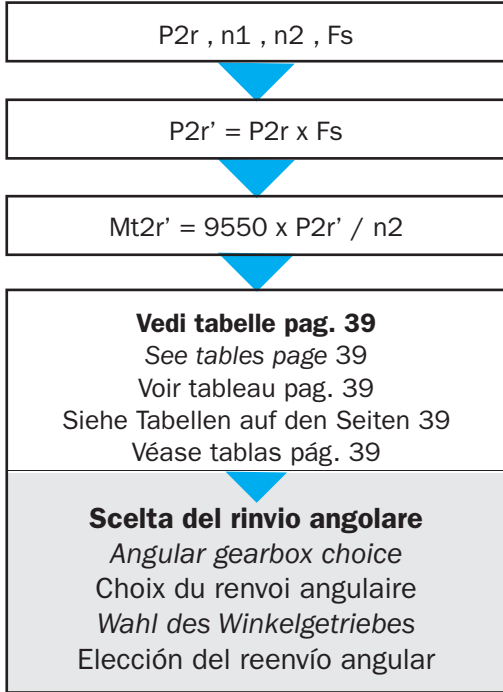 P2r , n1 , n2 , Fs
P2r’ = P2r x Fs
Mt2r’ = 9550 x P2r’ / n2
Vedi tabelle pag. 39
See tables page 39
Voir tableau pag. 39
Siehe Tabellen auf den Seiten 39
Véase tablas pág. 39
Scelta del rinvio angolare
Angular gearbox choice
Choix du renvoi angulaire
Wahl des Winkelgetriebes
Elección del reenvío angular